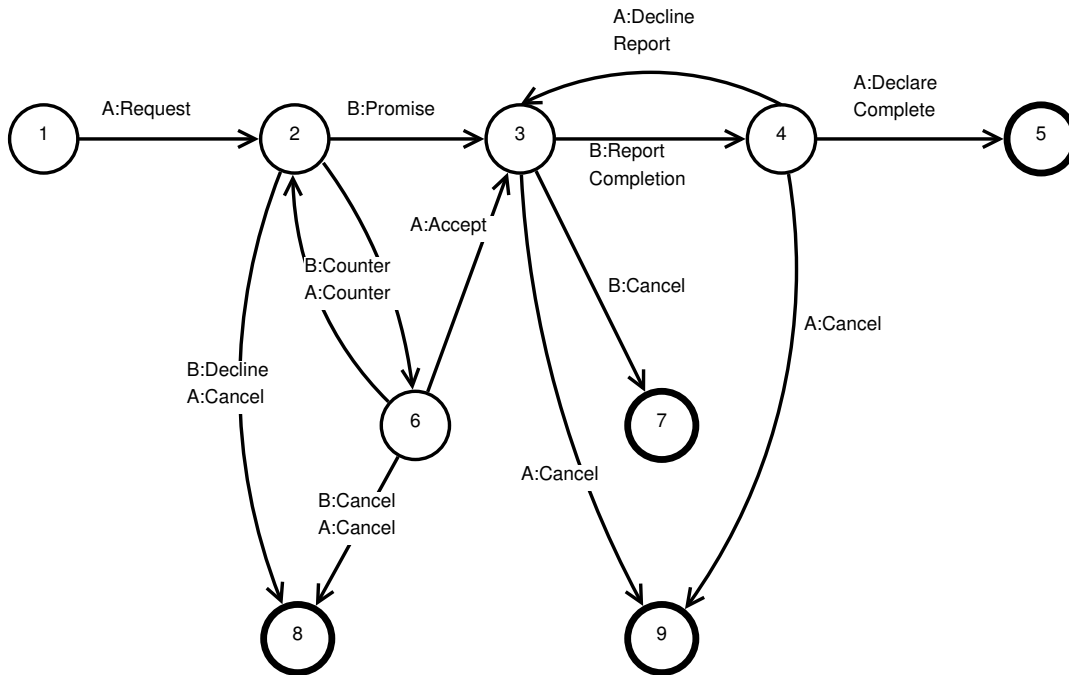 A:Decline
Report
A:Request
B:Promise
A:Declare
Complete
1
2
3
4
5
B:Report
Completion
A:Accept
B:Counter
A:Counter
B:Cancel
A:Cancel
B:Decline
A:Cancel
6
7
A:Cancel
B:Cancel
A:Cancel
8
9